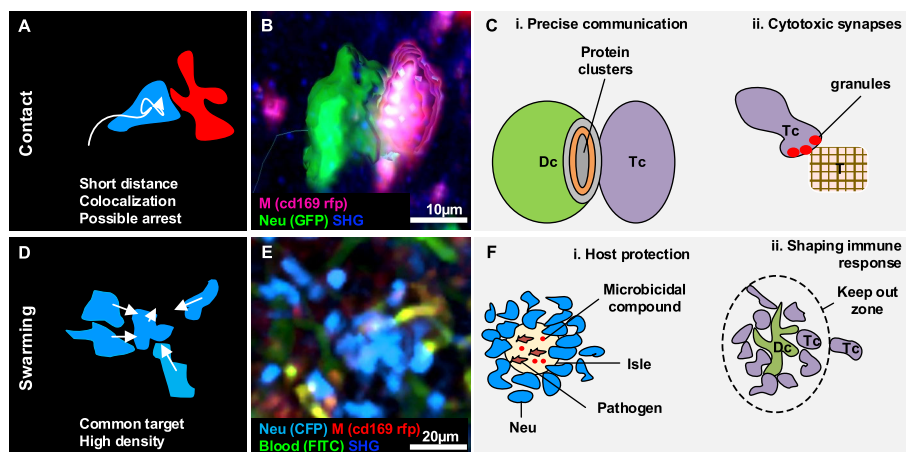 A
Contact
Short distance
Colocalization
Possible arrest
B
M (cd169 rfp)
Neu (GFP) SHG
10µm
C
i. Precise communication
Protein
clusters
Dc
Tc
ii. Cytotoxic synapses
granules
Tc
T
D
Swarming
Common target
High density
E
Neu (CFP) M (cd169 rfp)
Blood (FITC) SHG
20µm
F
i. Host protection
Microbicidal
compound
Isle
Pathogen
Neu
ii. Shaping immune
response
Keep out
zone
Dc
Tc
Tc